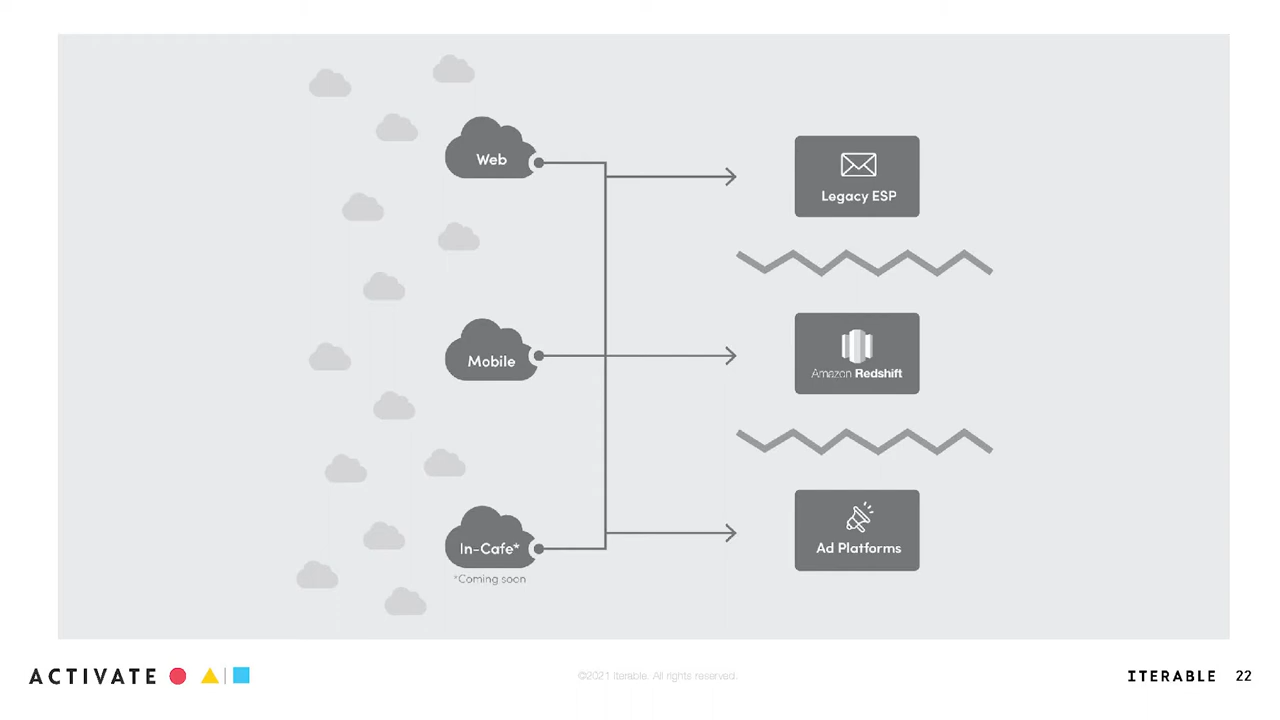 Web
Legacy ESP
Mobile
Amazon Redshift
In-Cafe*
*Coming soon
Ad Platforms
ACTIVATE
©2021 Iterable. All rights reserved.
ITERABLE 22